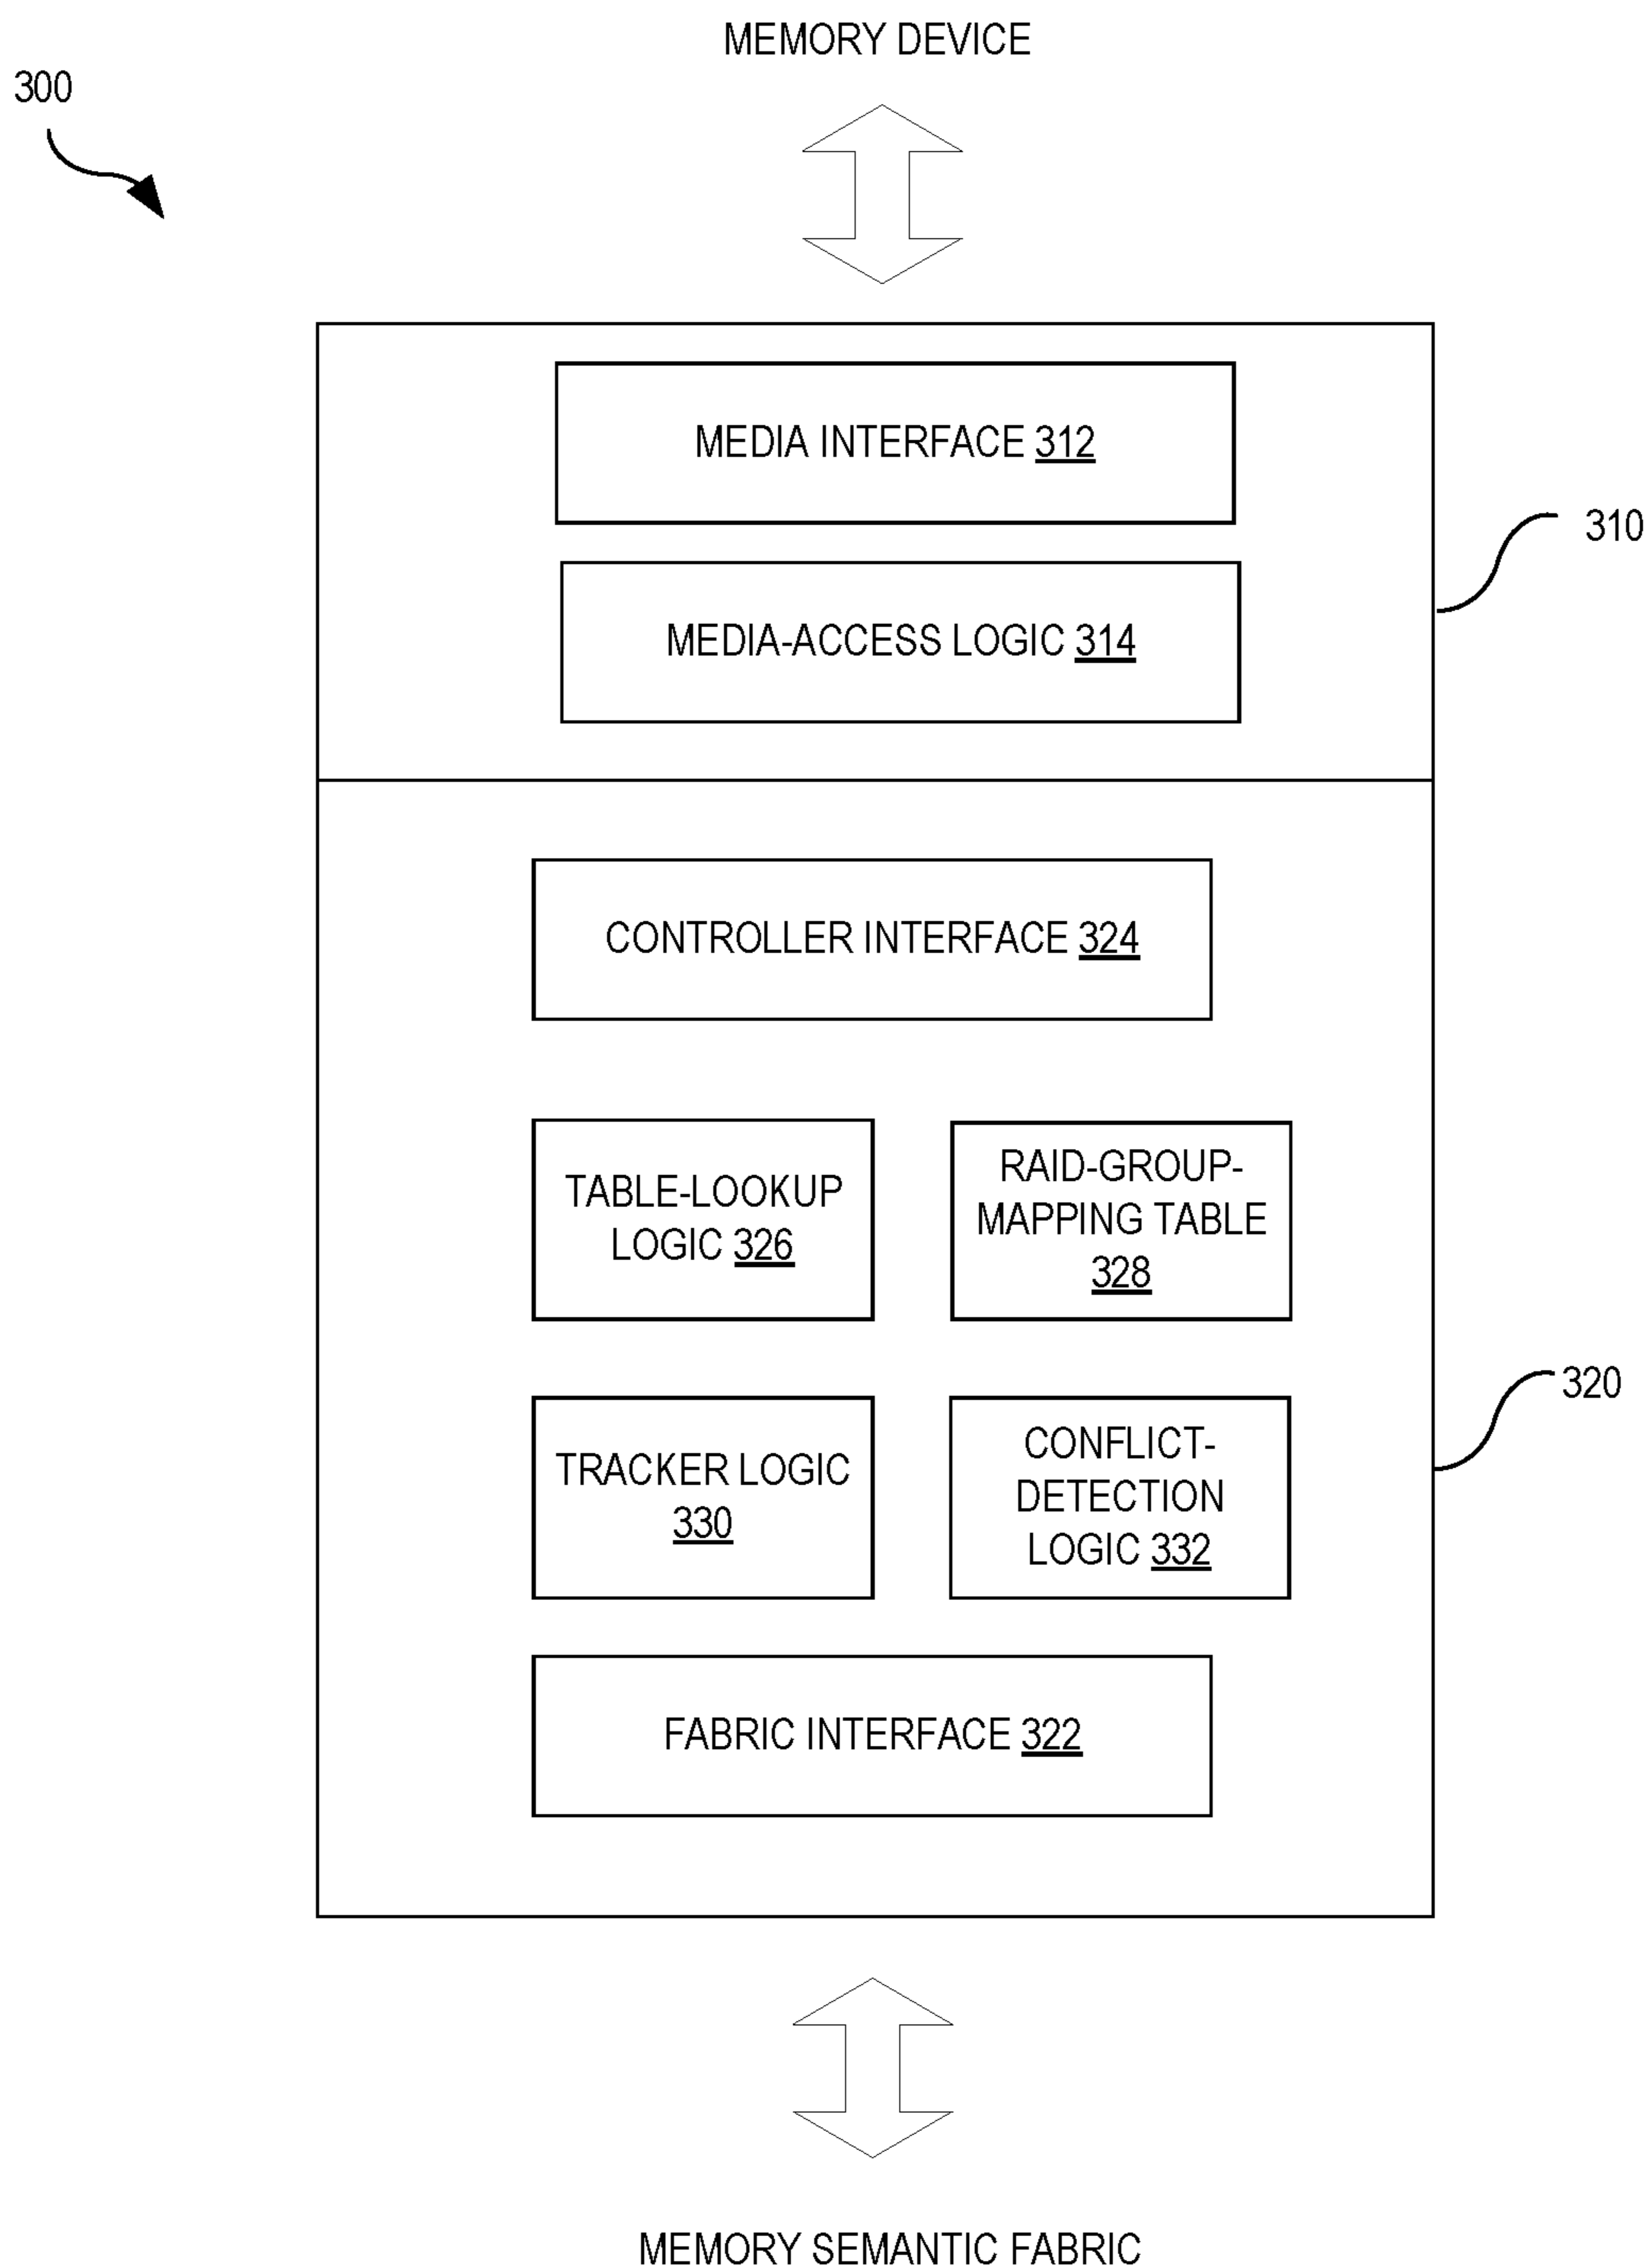 MEMORY DEVICE
300
MEDIA INTERFACE 312
310
MEDIA-ACCESS LOGIC 314
CONTROLLER INTERFACE 324
TABLE-LOOKUP
LOGIC 326
RAID-GROUP-
MAPPING TABLE
328
320
TRACKER LOGIC
330
CONFLICT-
DETECTION
LOGIC 332
FABRIC INTERFACE 322
MEMORY SEMANTIC FABRIC